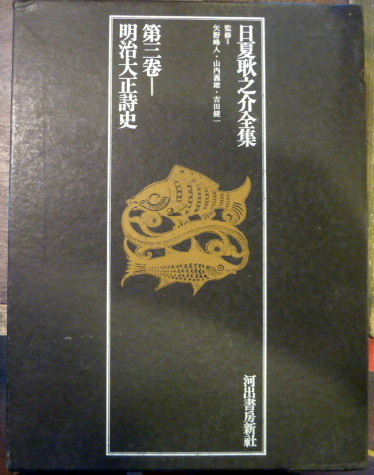 日夏耿之介全集
監修=
矢野峰人・山内義雄・吉田健一
第三巻—
明治大正詩史
河出書房新社